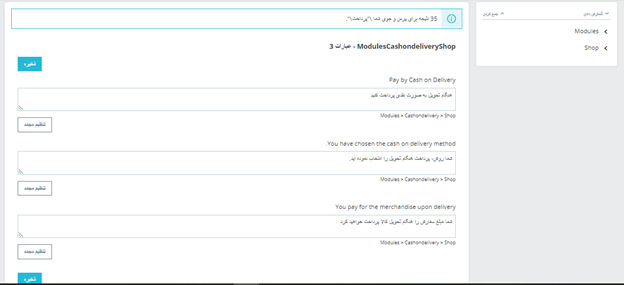 35 نتیجه برای پرس و جوی شما \"پرداخت\".
گسترش دادن
جمع کردن
Modules
Shop
ModulesCashondeliveryShop - عبارات 3
ذخیره
Pay by Cash on Delivery
هنگام تحویل به صورت نقدی پرداخت کنید
Modules > Cashondelivery > Shop
تنظیم مجدد
You have chosen the cash on delivery method.
شما روش، پرداخت هنگام تحویل را انتخاب نموده اید.
Modules > Cashondelivery > Shop
تنظیم مجدد
You pay for the merchandise upon delivery
شما مبلغ سفارش را هنگام تحویل کالا پرداخت خواهید کرد
Modules > Cashondelivery > Shop
تنظیم مجدد
ذخیره